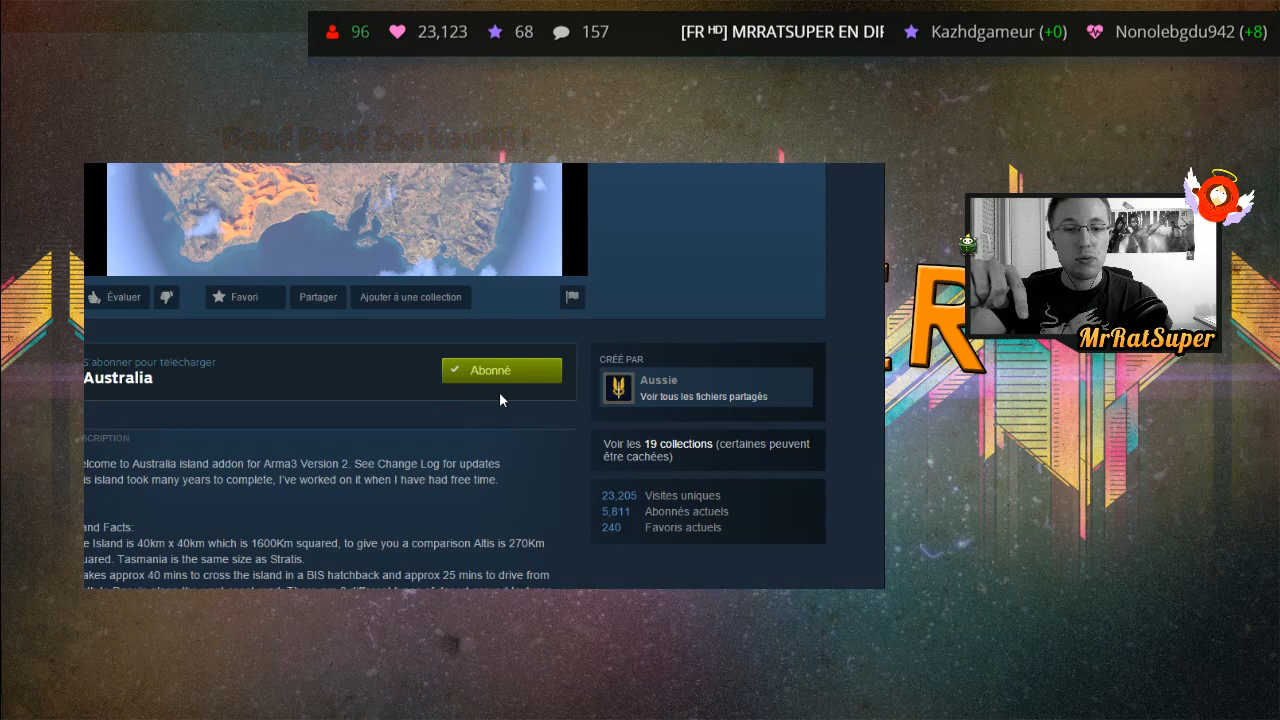 96 23,123 68 157 [FR HD] MRRATSUPER EN DIF Kazhdgameur (+0) Nonolebgdu942 (+8)
Évaluer Favori Partager Ajouter à une collection
S'abonner pour télécharger
Australia
Abonné
CRÉÉ PAR
Aussie
Voir tous les fichiers partagés
Voir les 19 collections (certaines peuvent
être cachées)
23,205 Visites uniques
5,811 Abonnés actuels
240 Favoris actuels
SCRIPTION
elcome to Australia island addon for Arma3 Version 2. See Change Log for updates
is island took many years to complete, I've worked on it when I have had free time.
and Facts:
e Island is 40km x 40km which is 1600Km squared, to give you a comparison Altis is 270Km
uared. Tasmania is the same size as Stratis.
akes approx 40 mins to cross the island in a BIS hatchback and approx 25 mins to drive from
R
MrRatSuper